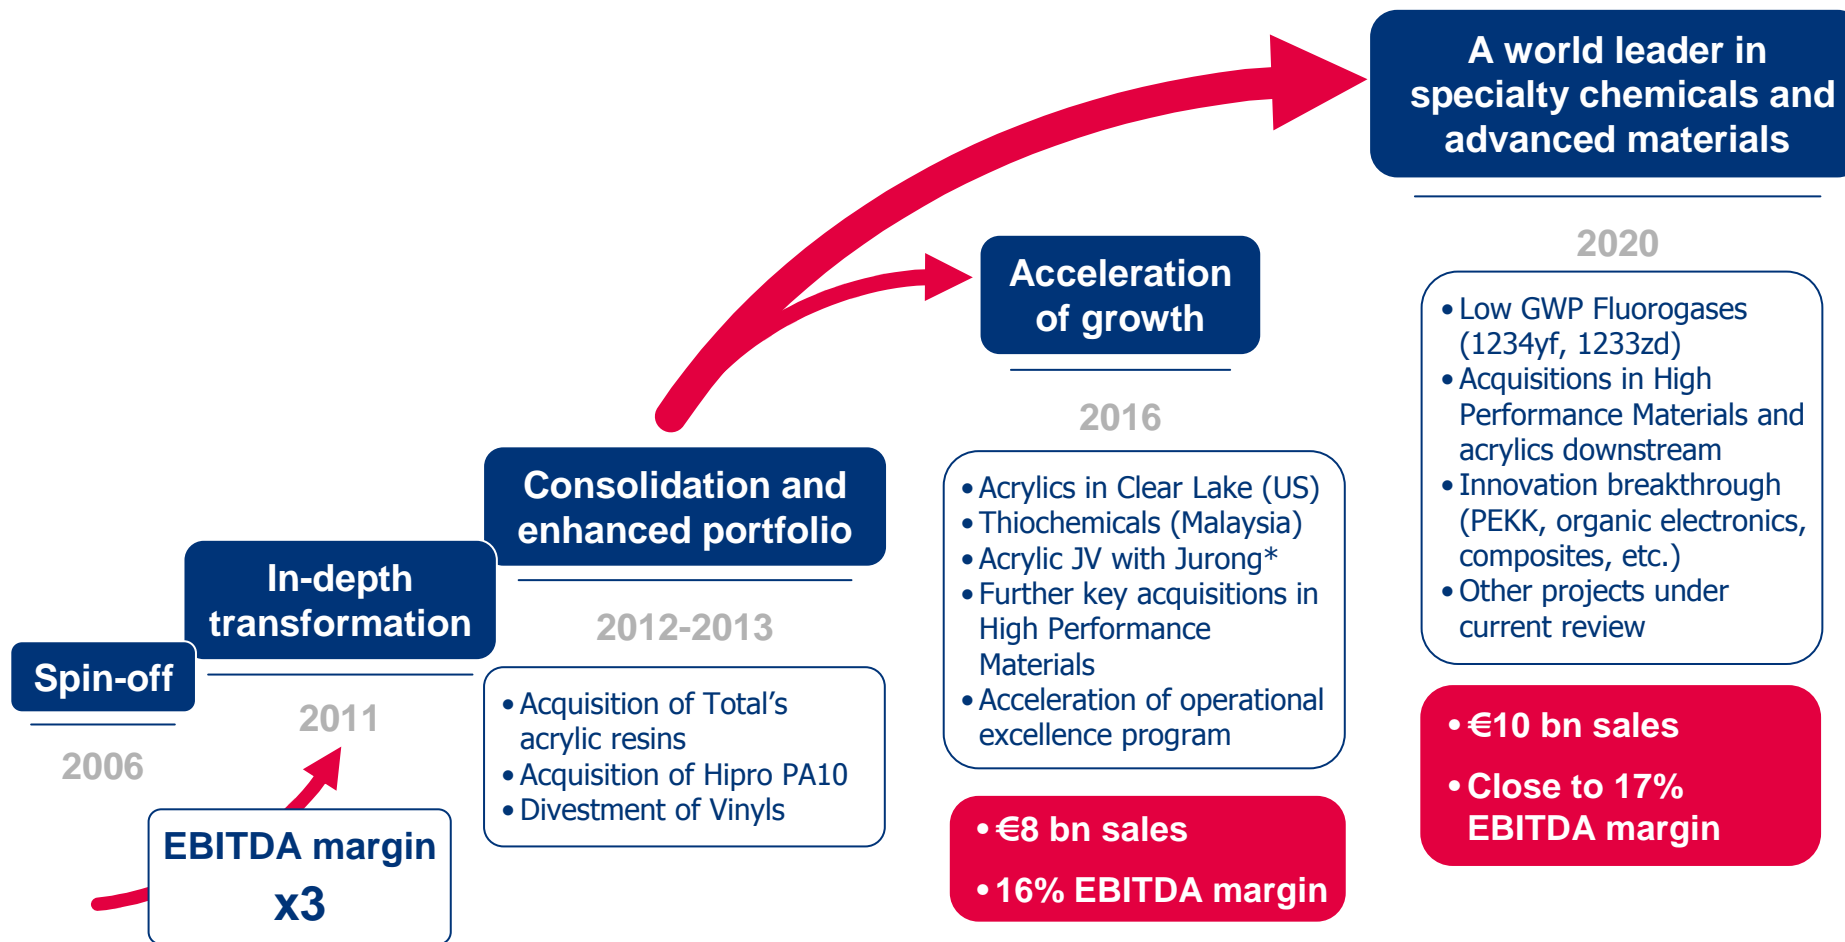 Spin-off
2006
In-depth
transformation
2011
EBITDA margin
x3
Consolidation and
enhanced portfolio
2012-2013
• Acquisition of Total’s
acrylic resins
• Acquisition of Hipro PA10
• Divestment of Vinyls
Acceleration
of growth
2016
• Acrylics in Clear Lake (US)
• Thiochemicals (Malaysia)
• Acrylic JV with Jurong*
• Further key acquisitions in
High Performance
Materials
• Acceleration of operational
excellence program
• €8 bn sales
• 16% EBITDA margin
A world leader in
specialty chemicals and
advanced materials
2020
• Low GWP Fluorogases
(1234yf, 1233zd)
• Acquisitions in High
Performance Materials and
acrylics downstream
• Innovation breakthrough
(PEKK, organic electronics,
composites, etc.)
• Other projects under
current review
• €10 bn sales
• Close to 17%
EBITDA margin